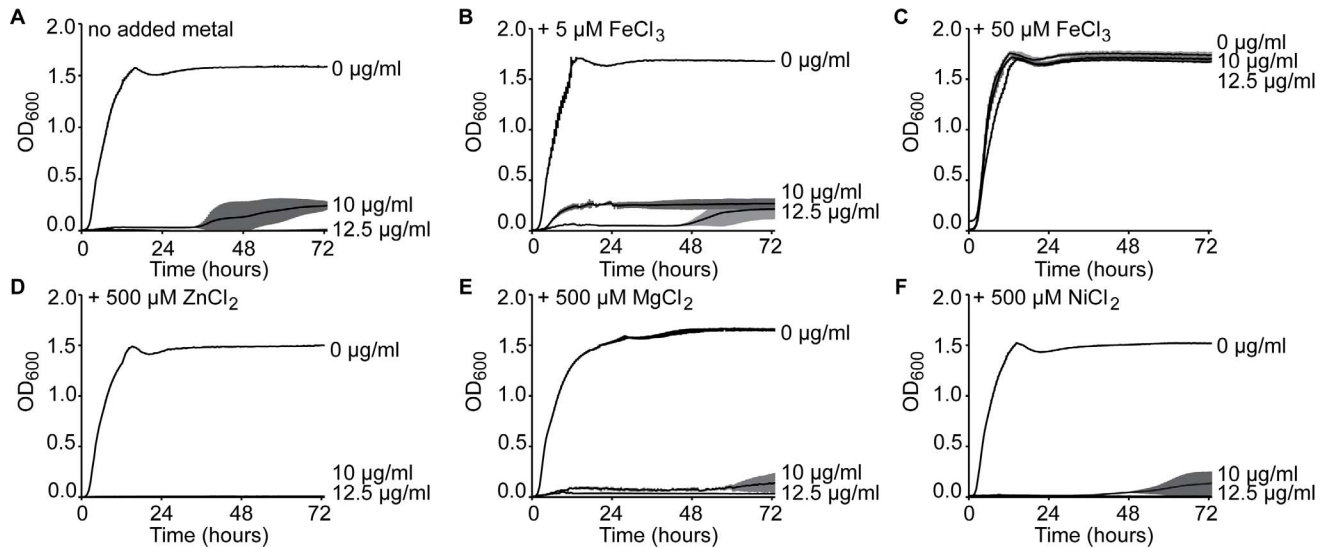 A
no added metal
2.0
1.5
1.0
0.5
0.0
OD600
0 µg/ml
10 µg/ml
12.5 µg/ml
0
24
48
72
Time (hours)
B
+ 5 µM FeCl3
2.0
1.5
1.0
0.5
0.0
OD600
0 µg/ml
10 µg/ml
12.5 µg/ml
0
24
48
72
Time (hours)
C
+ 50 µM FeCl3
2.0
1.5
1.0
0.5
0.0
OD600
0 µg/ml
10 µg/ml
12.5 µg/ml
0
24
48
72
Time (hours)
D
+ 500 µM ZnCl2
2.0
1.5
1.0
0.5
0.0
OD600
0 µg/ml
10 µg/ml
12.5 µg/ml
0
24
48
72
Time (hours)
E
+ 500 µM MgCl2
2.0
1.5
1.0
0.5
0.0
OD600
0 µg/ml
10 µg/ml
12.5 µg/ml
0
24
48
72
Time (hours)
F
+ 500 µM NiCl2
2.0
1.5
1.0
0.5
0.0
OD600
0 µg/ml
10 µg/ml
12.5 µg/ml
0
24
48
72
Time (hours)